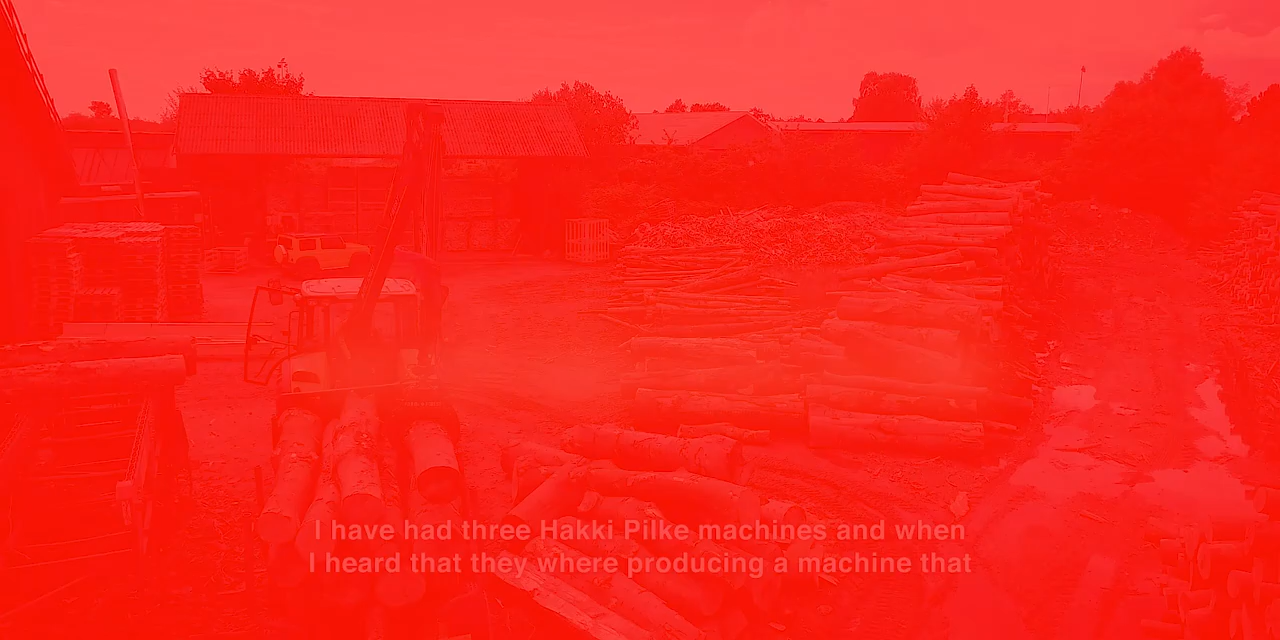 I have had three Hakki Pilke machines and when
I heard that they where producing a machine that